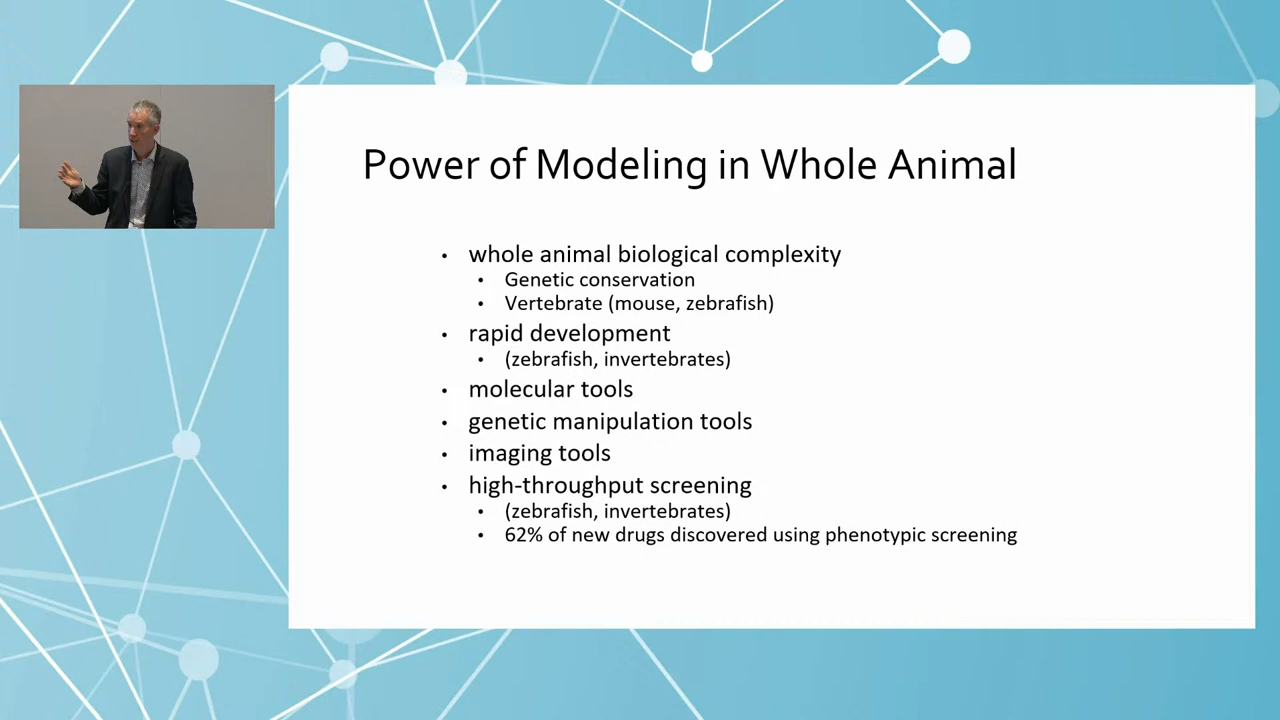 Power of Modeling in Whole Animal
• whole animal biological complexity
• Genetic conservation
• Vertebrate (mouse, zebrafish)
• rapid development
• (zebrafish, invertebrates)
• molecular tools
• genetic manipulation tools
• imaging tools
• high-throughput screening
• (zebrafish, invertebrates)
• 62% of new drugs discovered using phenotypic screening